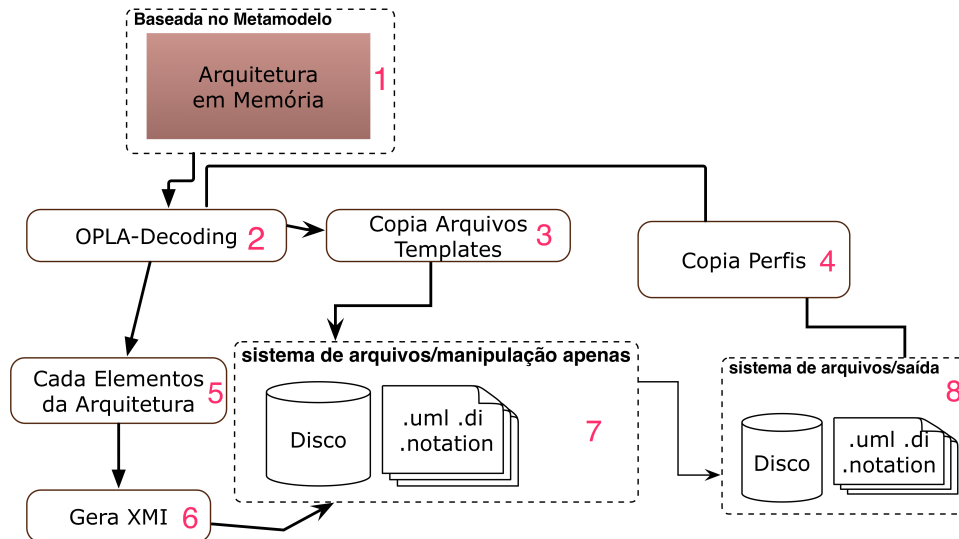 Baseada no Metamodelo
Arquitetura
em Memória
1
OPLA-Decoding 2
Copia Arquivos
Templates
3
Copia Perfis 4
Cada Elementos
da Arquitetura
5
Gera XMI 6
sistema de arquivos/manipulação apenas
Disco
.uml .di
.notation
7
sistema de arquivos/saída
8
Disco
.uml .di
.notation